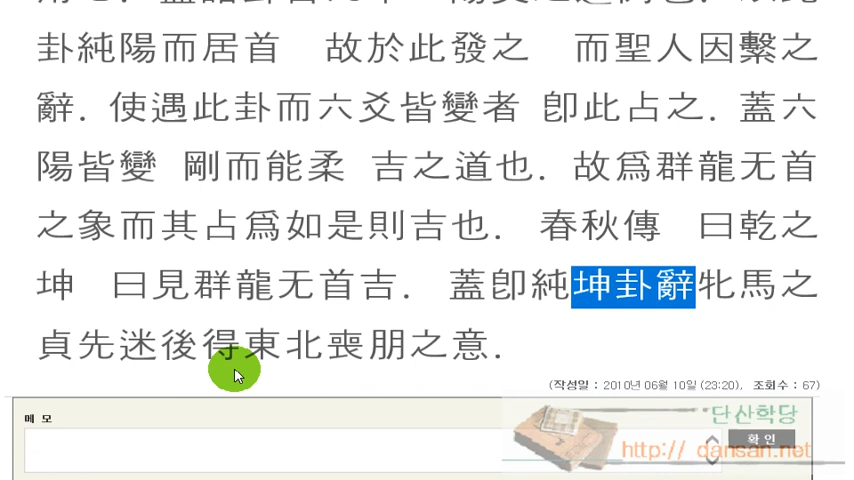 卦純陽而居首 故於此發之 而聖人因繫之
辭. 使遇此卦而六爻皆變者 卽此占之. 蓋六
陽皆變 剛而能柔 吉之道也. 故爲群龍无首
之象而其占爲如是則吉也. 春秋傳 曰乾之
坤 曰見群龍无首吉. 蓋卽純坤卦辭牝馬之
貞先迷後得東北喪朋之意.
(작성일 : 2010년 06월 10일 (23:20), 조회수 : 67)
메 모
단산학당
확 인
http:// dansan.net